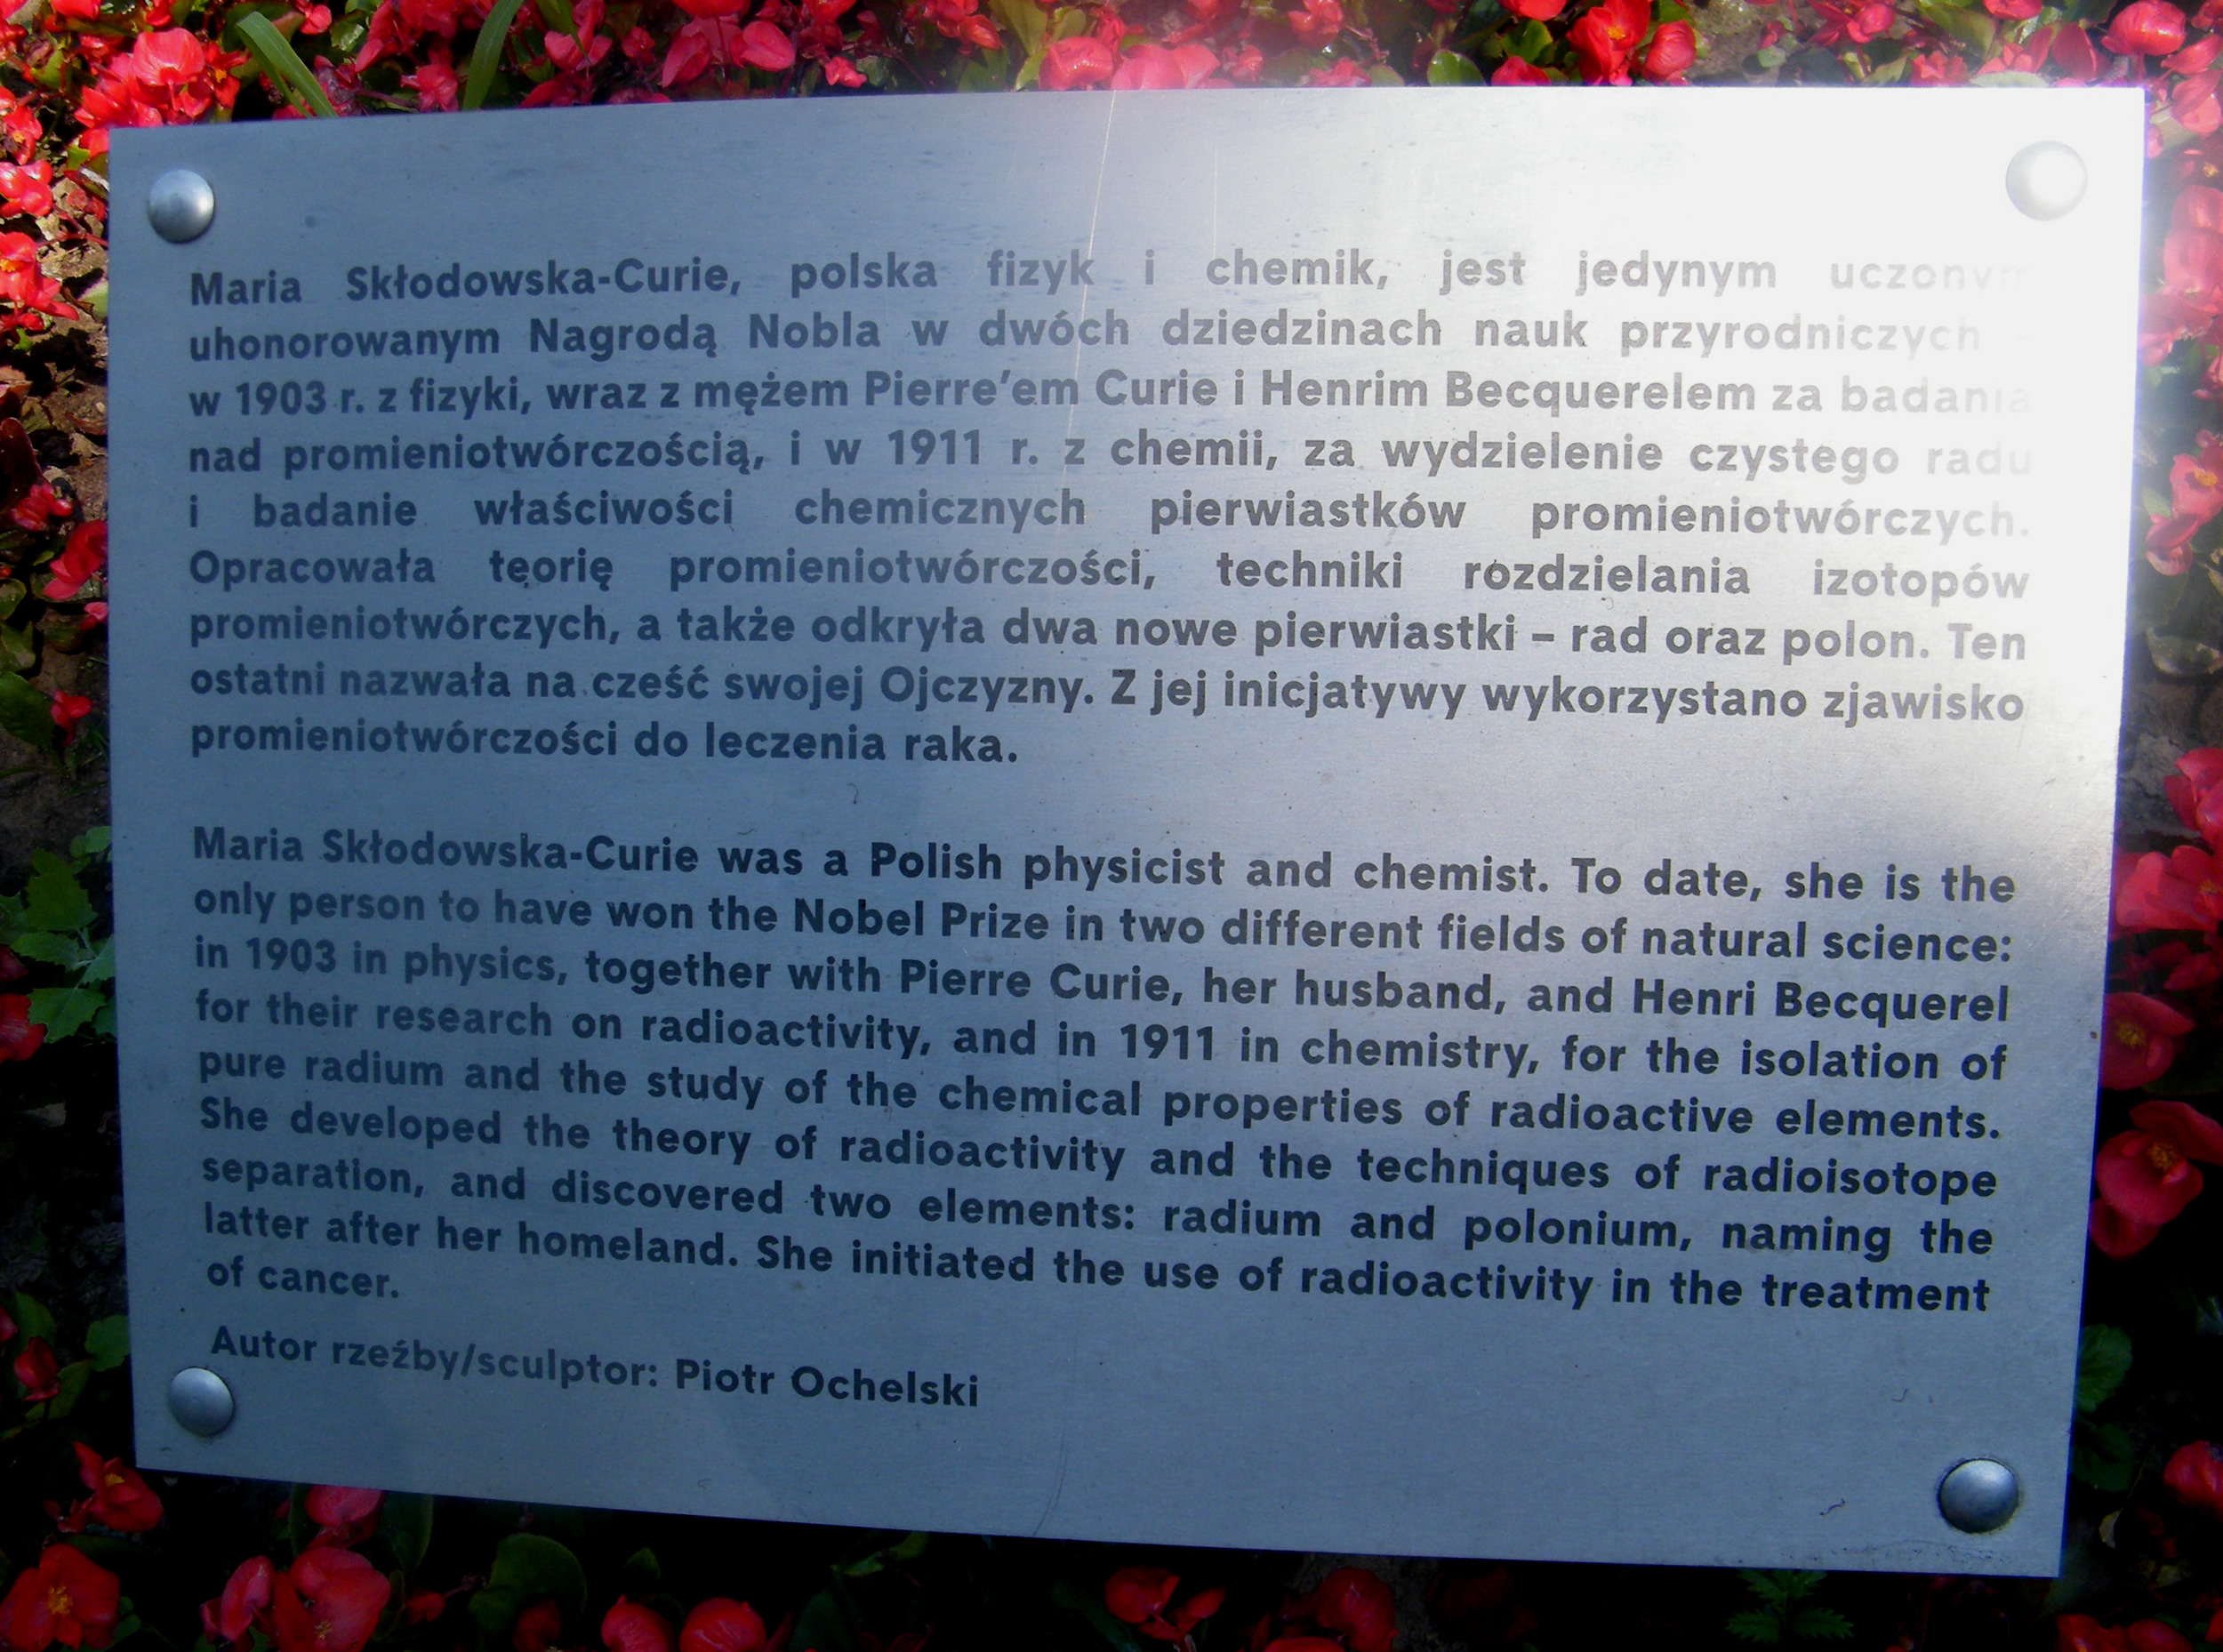 Maria Skłodowska-Curie, polska fizyk i chemik, jest jedynym uczonym
uhonorowanym Nagrodą Nobla w dwóch dziedzinach nauk przyrodniczych -
w 1903 r. z fizyki, wraz z mężem Pierre'em Curie i Henrim Becquerelem za badania
nad promieniotwórczością, i w 1911 r. z chemii, za wydzielenie czystego radu
i badanie właściwości chemicznych pierwiastków promieniotwórczych.
Opracowała teorię promieniotwórczości, techniki rozdzielania izotopów
promieniotwórczych, a także odkryła dwa nowe pierwiastki – rad oraz polon. Ten
ostatni nazwała na cześć swojej Ojczyzny. Z jej inicjatywy wykorzystano zjawisko
promieniotwórczości do leczenia raka.
Maria Skłodowska-Curie was a Polish physicist and chemist. To date, she is the
only person to have won the Nobel Prize in two different fields of natural science:
in 1903 in physics, together with Pierre Curie, her husband, and Henri Becquerel
for their research on radioactivity, and in 1911 in chemistry, for the isolation of
pure radium and the study of the chemical properties of radioactive elements.
She developed the theory of radioactivity and the techniques of radioisotope
separation, and discovered two elements: radium and polonium, naming the
latter after her homeland. She initiated the use of radioactivity in the treatment
of cancer.
Autor rzeźby/sculptor: Piotr Ochelski